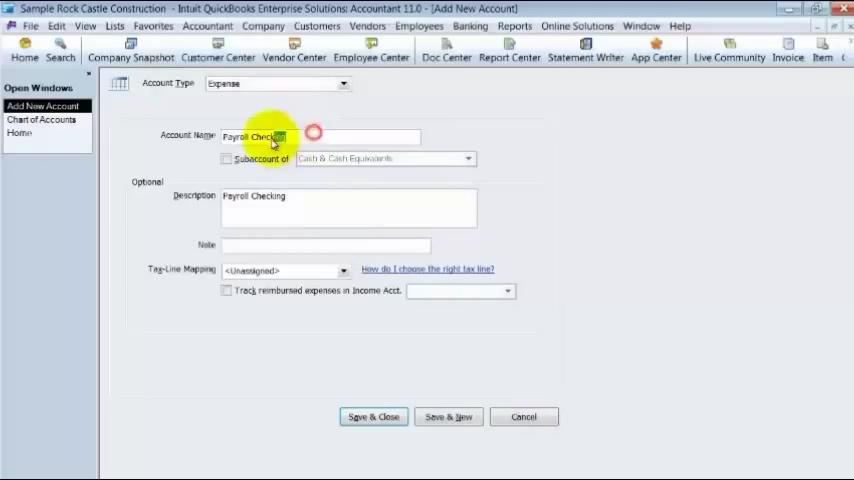 Sample Rock Castle Construction - Intuit QuickBooks Enterprise Solutions: Accountant 11.0 - [Add New Account]
File Edit View Lists Favorites Accountant Company Customers Vendors Employees Banking Reports Online Solutions Window Help
Home Search Company Snapshot Customer Center Vendor Center Employee Center Doc Center Report Center Statement Writer App Center Live Community Invoice Item
Open Windows
Add New Account
Chart of Accounts
Home
Account Type Expense
Account Name Payroll Checking
Subaccount of Cash & Cash Equivalents
Optional
Description Payroll Checking
Note
Tax-Line Mapping <Unassigned> How do I choose the right tax line?
Track reimbursed expenses in Income Acct.
Save & Close Save & New Cancel